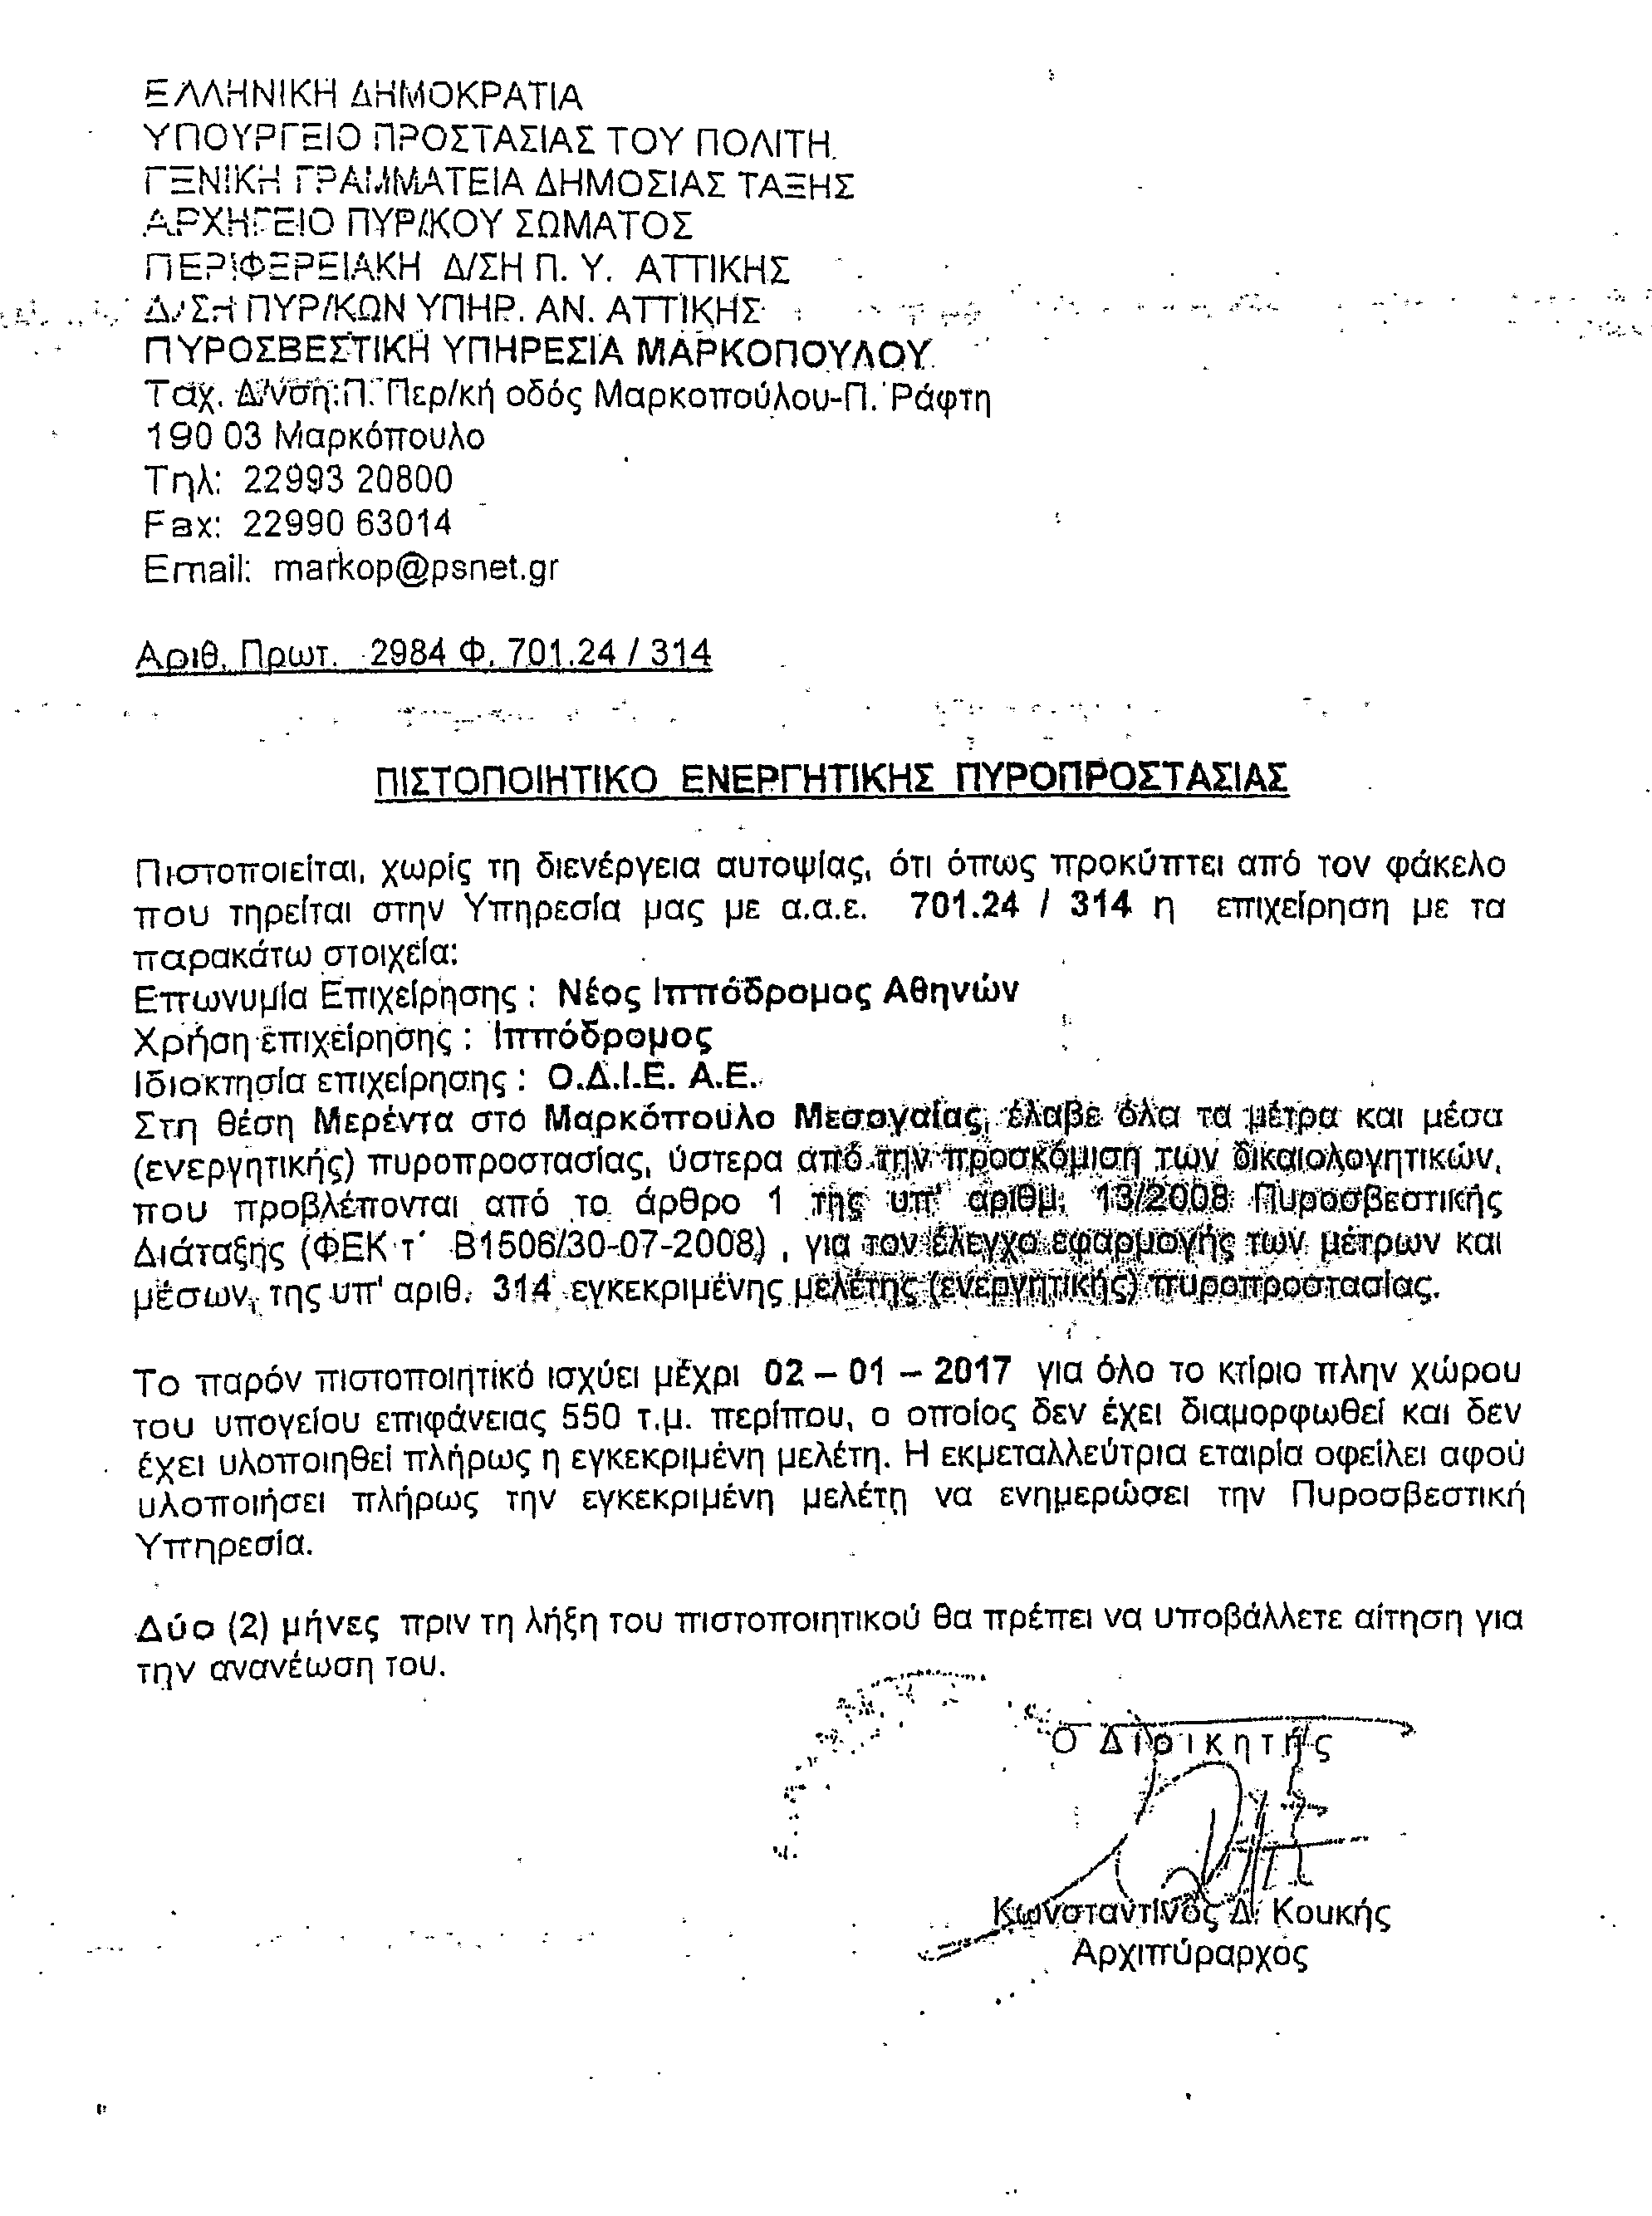 ΕΛΛΗΝΙΚΗ ΔΗΜΟΚΡΑΤΙΑ
ΥΠΟΥΡΓΕΙΟ ΠΡΟΣΤΑΣΙΑΣ ΤΟΥ ΠΟΛΙΤΗ
ΓΕΝΙΚΗ ΓΡΑΜΜΑΤΕΙΑ ΔΗΜΟΣΙΑΣ ΤΑΞΗΣ
ΑΡΧΗΓΕΙΟ ΠΥΡ/ΚΟΥ ΣΩΜΑΤΟΣ
ΠΕΡΙΦΕΡΕΙΑΚΗ Δ/ΣΗ Π. Υ. ΑΤΤΙΚΗΣ
Δ/ΣΗ ΠΥΡ/ΚΩΝ ΥΠΗΡ. ΑΝ. ΑΤΤΙΚΗΣ
ΠΥΡΟΣΒΕΣΤΙΚΗ ΥΠΗΡΕΣΙΑ ΜΑΡΚΟΠΟΥΛΟΥ
Ταχ. Δ/νση:Π. Περ/κή οδός Μαρκοπούλου-Π. Ράφτη
190 03 Μαρκόπουλο
Τηλ: 22993 20800
Fax: 22990 63014
Email: markop@psnet.gr
Αριθ. Πρωτ. 2984 Φ. 701.24 / 314
ΠΙΣΤΟΠΟΙΗΤΙΚΟ ΕΝΕΡΓΗΤΙΚΗΣ ΠΥΡΟΠΡΟΣΤΑΣΙΑΣ
Πιστοποιείται, χωρίς τη διενέργεια αυτοψίας, ότι όπως προκύπτει από τον φάκελο
που τηρείται στην Υπηρεσία μας με α.α.ε. 701.24 / 314 η επιχείρηση με τα
παρακάτω στοιχεία:
Επωνυμία Επιχείρησης : Νέος Ιππόδρομος Αθηνών
Χρήση επιχείρησης : Ιππόδρομος
Ιδιοκτησία επιχείρησης : Ο.Δ.Ι.Ε. Α.Ε.
Στη θέση Μερέντα στο Μαρκόπουλο Μεσογαίας, έλαβε όλα τα μέτρα και μέσα
(ενεργητικής) πυροπροστασίας, ύστερα από την προσκόμιση των δικαιολογητικών,
που προβλέπονται από το άρθρο 1 της υπ' αριθμ. 13/2008 Πυροσβεστικής
Διάταξης (ΦΕΚ τ΄ Β1506/30-07-2008) , για τον έλεγχο εφαρμογής των μέτρων και
μέσων, της υπ' αριθ. 314 εγκεκριμένης μελέτης (ενεργητικής) πυροπροστασίας.
Το παρόν πιστοποιητικό ισχύει μέχρι 02 – 01 – 2017 για όλο το κτίριο πλην χώρου
του υπογείου επιφάνειας 550 τ.μ. περίπου, ο οποίος δεν έχει διαμορφωθεί και δεν
έχει υλοποιηθεί πλήρως η εγκεκριμένη μελέτη. Η εκμεταλλεύτρια εταιρία οφείλει αφού
υλοποιήσει πλήρως την εγκεκριμένη μελέτη να ενημερώσει την Πυροσβεστική
Υπηρεσία.
Δύο (2) μήνες πριν τη λήξη του πιστοποιητικού θα πρέπει να υποβάλλετε αίτηση για
την ανανέωση του.
Ο Διοικητής
Κωνσταντίνος Δ. Κουκής
Αρχιπύραρχος